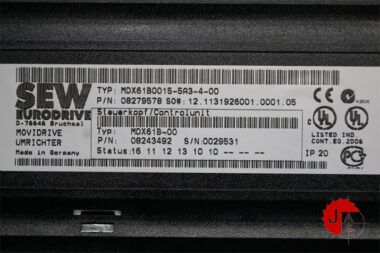 SEW
EURODRIVE
D-76646 Bruchsal
MOVIDRIVE
UMRICHTER
Made in Germany
TYP: MDX61B0015-5A3-4-00
P/N: 08279578 SO#: 12.1131926001.0001.05
Steuerkopf/Controlunit
TYP: MDX61B-00
P/N: 08243492 S/N:0029531
Status: 16 11 12 13 10 10 -- -- --
UL
LISTED
IND. CONT.EQ.2D06
IP 20